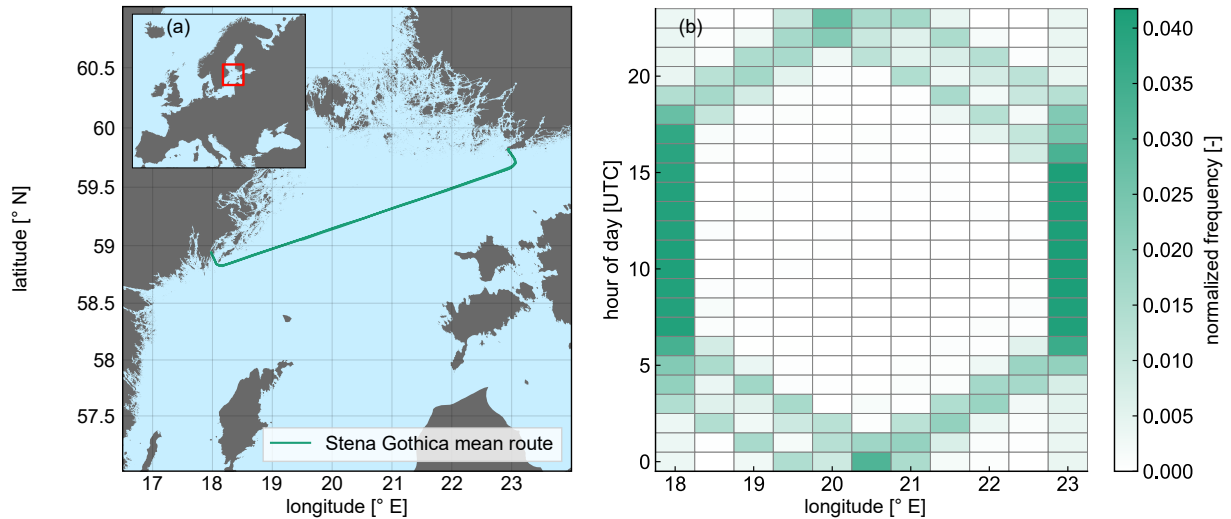 (a)
60.5
60
59.5
59
58.5
58
57.5
latitude [° N]
17 18 19 20 21 22 23
longitude [° E]
Stena Gothica mean route
(b)
20
15
10
5
0
hour of day [UTC]
18 19 20 21 22 23
longitude [° E]
0.040
0.035
0.030
0.025
0.020
0.015
0.010
0.005
0.000
normalized frequency [-]